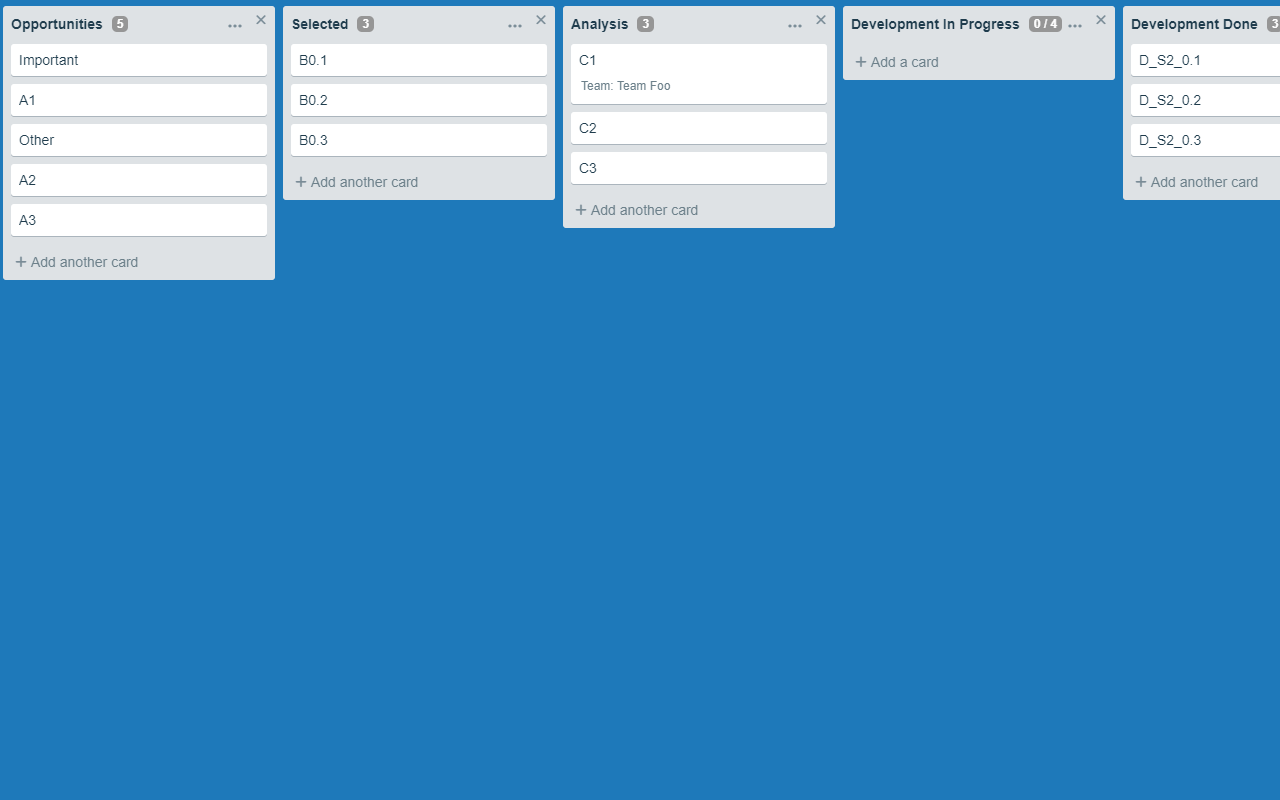 Opportunities 5
Important
A1
Other
A2
A3
+ Add another card
Selected 3
B0.1
B0.2
B0.3
+ Add another card
Analysis 3
C1
Team: Team Foo
C2
C3
+ Add another card
Development In Progress 0 / 4
+ Add a card
Development Done 3
D_S2_0.1
D_S2_0.2
D_S2_0.3
+ Add another card